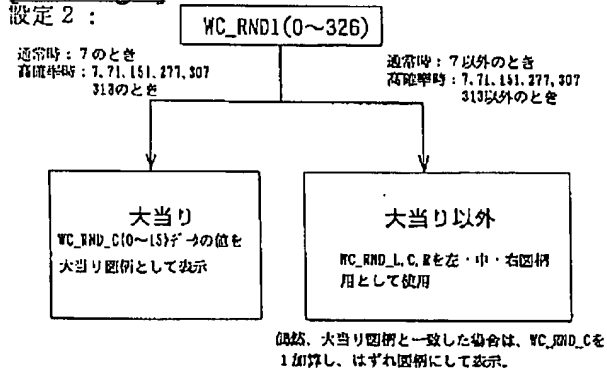 設定2:
WC_RND1(0〜326)
通常時:7のとき
高確率時:7.71.151.277.307
313のとき
通常時:7以外のとき
高確率時:7.71.151.277.307
313以外のとき
大当り
WC_RND_C(0〜15)データの値を
大当り図柄として表示
大当り以外
WC_RND_L.C.Rを左・中・右図柄
用として使用
偶然、大当り図柄と一致した場合は、WC_RND_Cを
1加算し、はずれ図柄にして表示。